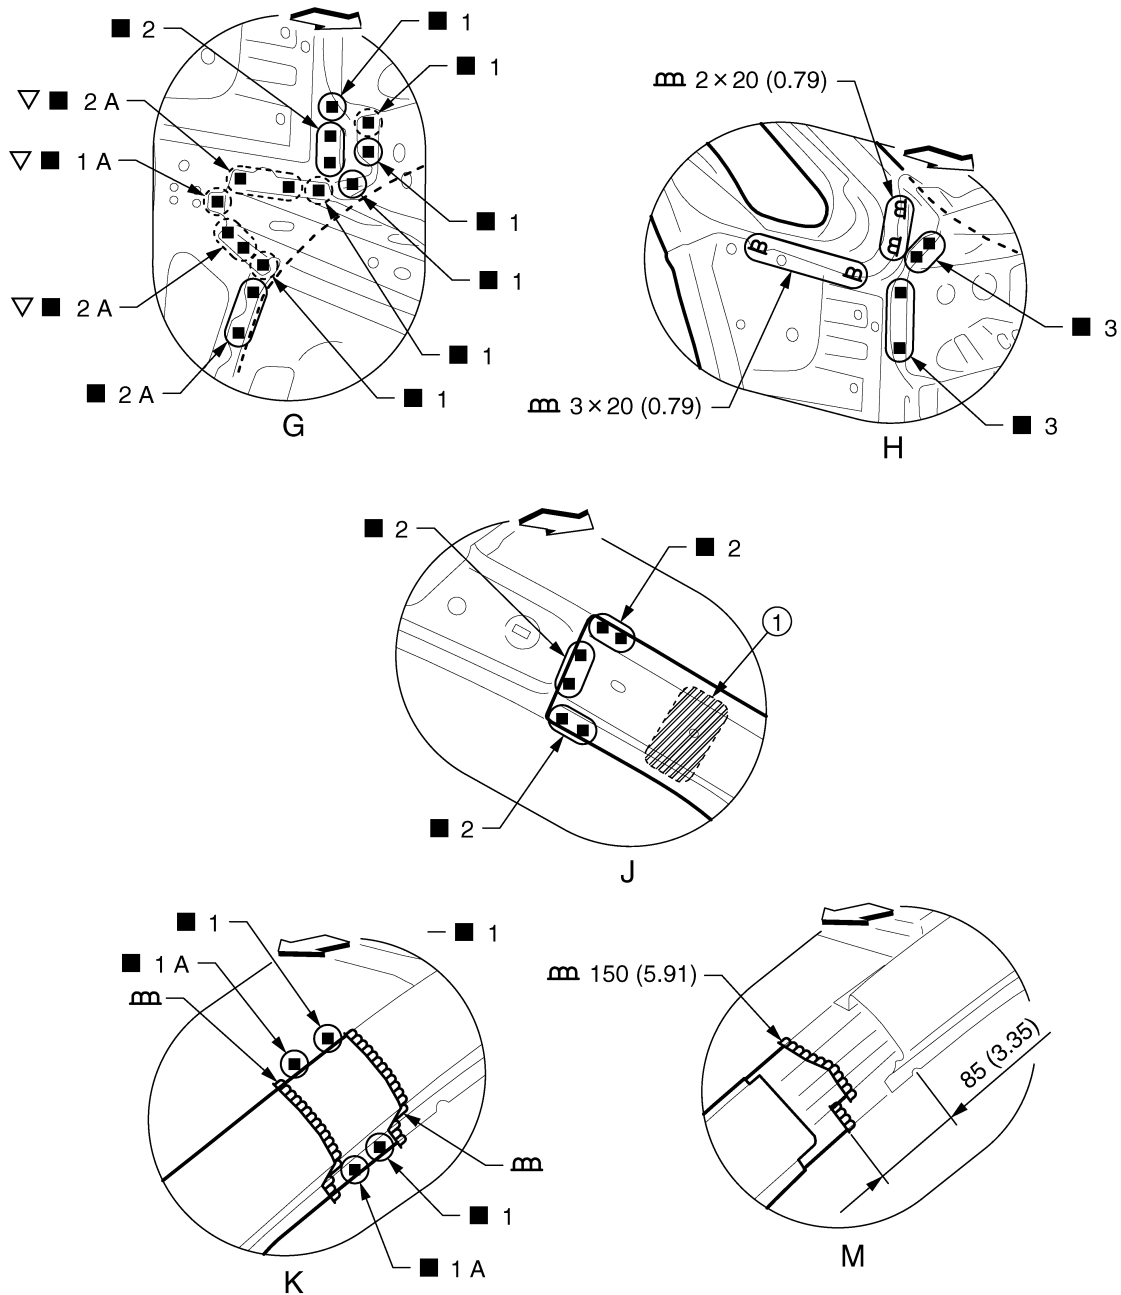 ■ 2
■ 1
■ 1
▽ ■ 2 A
▽ ■ 1 A
■ 1
■ 1
▽ ■ 2 A
■ 1
■ 2 A
■ 1
G
2×20 (0.79)
■ 3
3×20 (0.79)
■ 3
H
■ 2
■ 2
1
■ 2
J
■ 1
— ■ 1
■ 1 A
■ 1
■ 1 A
K
150 (5.91)
85 (3.35)
M